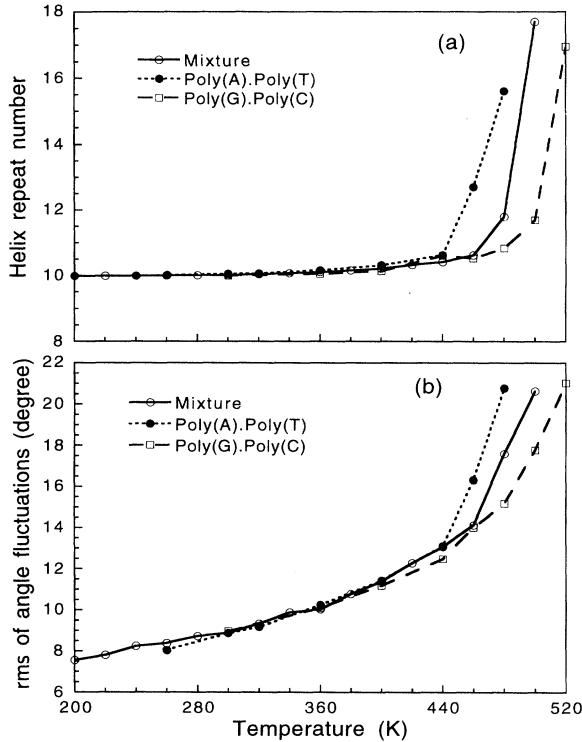 18
(a)
Mixture
16
Poly(A).Poly(T)
Poly(G).Poly(C)
14
12
10
8
Helix repeat number
22
(b)
20
Mixture
Poly(A).Poly(T)
18
Poly(G).Poly(C)
16
14
12
10
8
6
rms of angle fluctuations (degree)
200 280 360 440 520
Temperature (K)